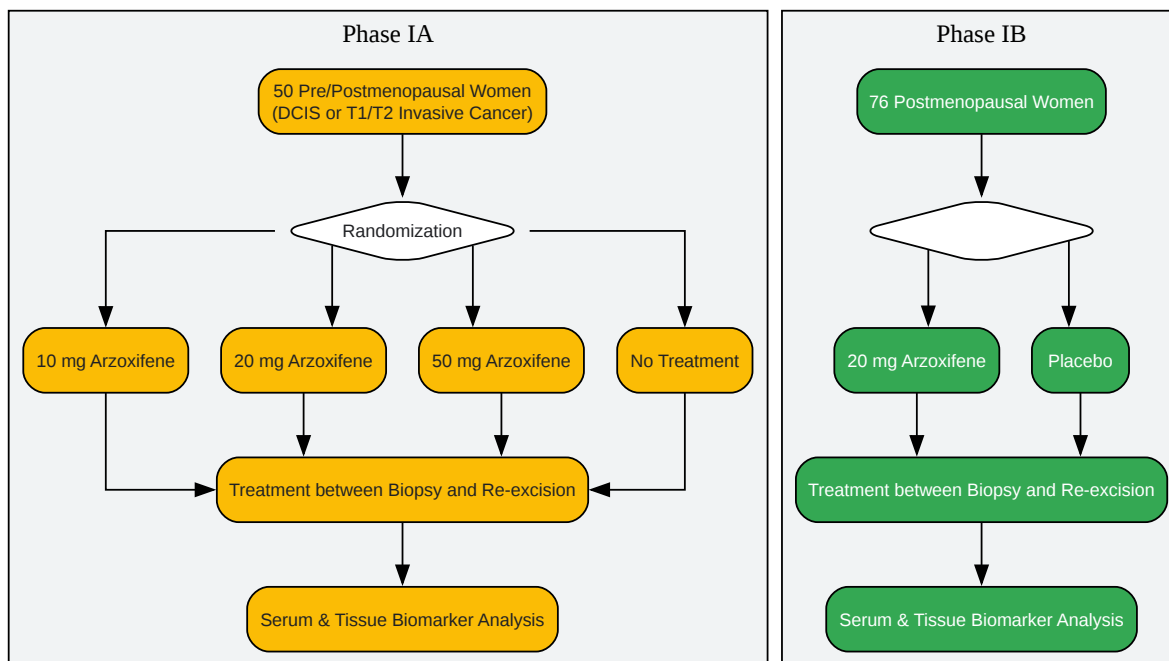 Phase IA
50 Pre/Postmenopausal Women
(DCIS or T1/T2 Invasive Cancer)
Randomization
10 mg Arzoxifene
20 mg Arzoxifene
50 mg Arzoxifene
No Treatment
Treatment between Biopsy and Re-excision
Serum & Tissue Biomarker Analysis
Phase IB
76 Postmenopausal Women
20 mg Arzoxifene
Placebo
Treatment between Biopsy and Re-excision
Serum & Tissue Biomarker Analysis